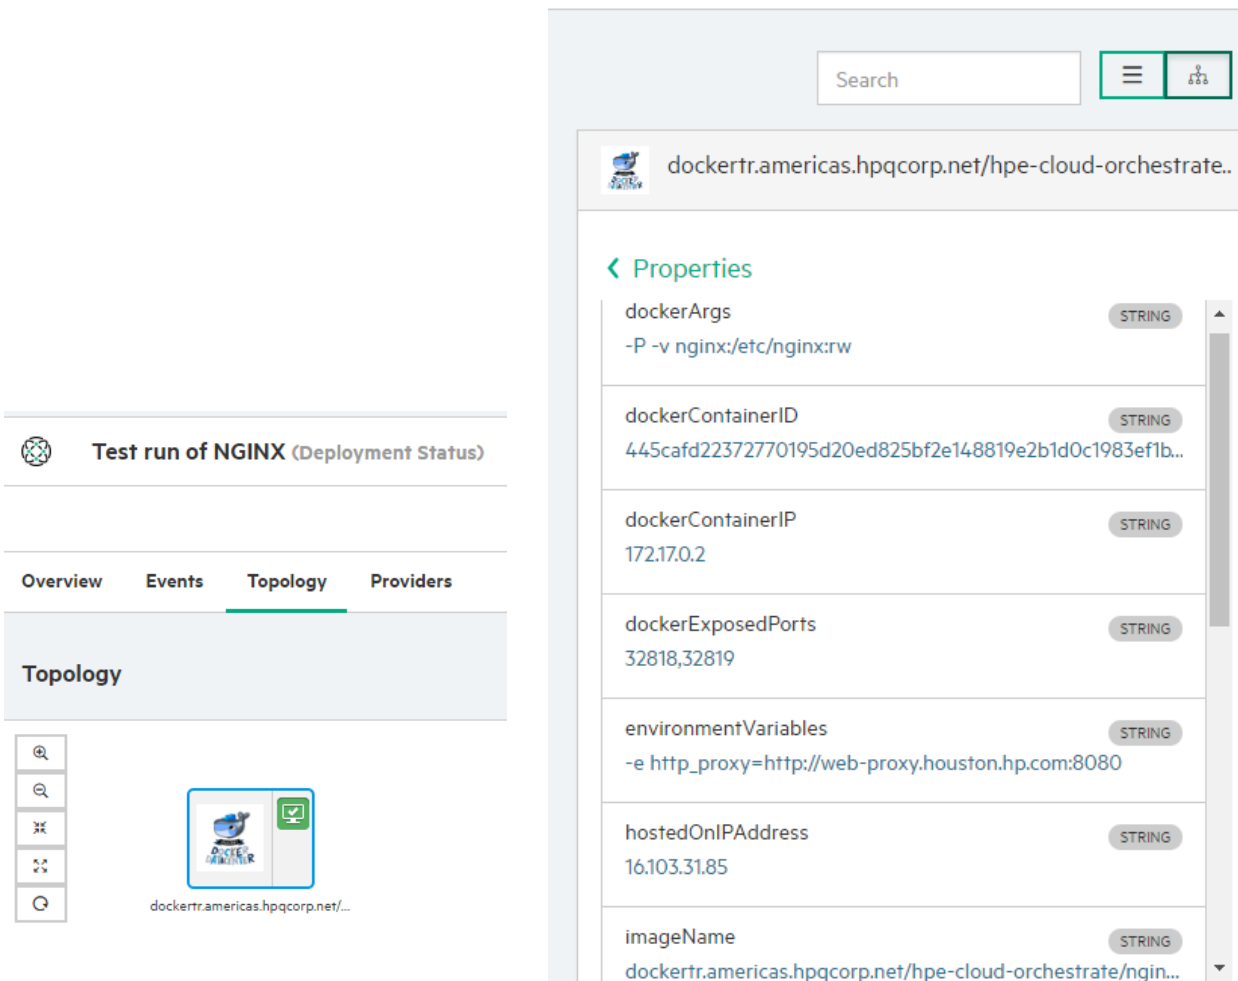 Test run of NGINX (Deployment Status)
Overview Events Topology Providers
Topology
DOCKER
DATACENTER
dockertr.americas.hpqcorp.net/...
Search
dockertr.americas.hpqcorp.net/hpe-cloud-orchestrate..
Properties
dockerArgs STRING
-P -v nginx:/etc/nginx:rw
dockerContainerID STRING
445cafd22372770195d20ed825bf2e148819e2b1d0c1983ef1b...
dockerContainerIP STRING
172.17.0.2
dockerExposedPorts STRING
32818,32819
environmentVariables STRING
-e http_proxy=http://web-proxy.houston.hp.com:8080
hostedOnIPAddress STRING
16.103.31.85
imageName STRING
dockertr.americas.hpqcorp.net/hpe-cloud-orchestrate/ngin...